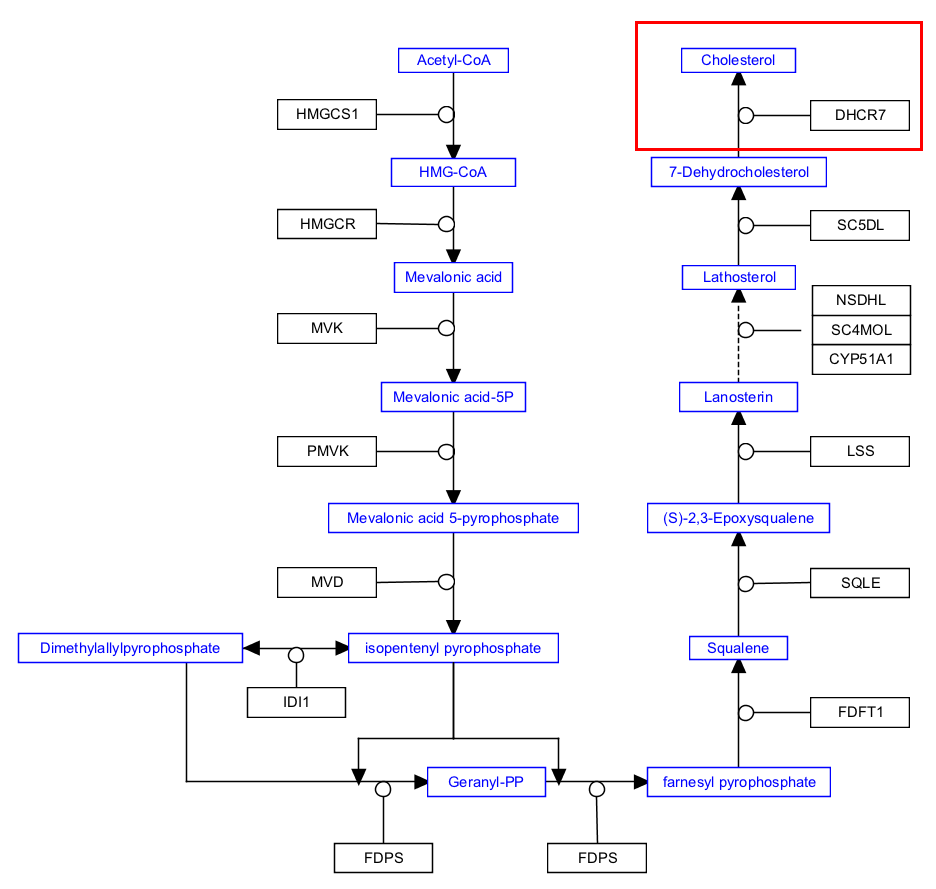 Acetyl-CoA
HMGCS1
HMG-CoA
HMGCR
Mevalonic acid
MVK
Mevalonic acid-5P
PMVK
Mevalonic acid 5-pyrophosphate
MVD
Dimethylallylpyrophosphate
isopentenyl pyrophosphate
IDI1
Geranyl-PP
FDPS
FDPS
farnesyl pyrophosphate
FDFT1
Squalene
SQLE
(S)-2,3-Epoxysqualene
LSS
Lanosterin
NSDHL
SC4MOL
CYP51A1
Lathosterol
SC5DL
7-Dehydrocholesterol
DHCR7
Cholesterol